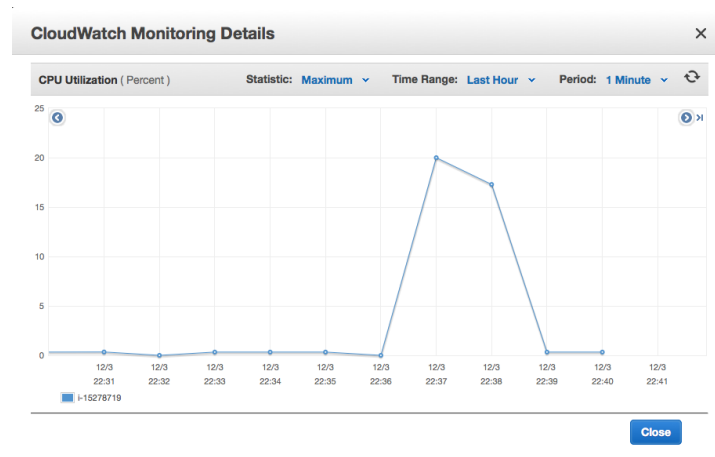 CloudWatch Monitoring Details
CPU Utilization ( Percent ) Statistic: Maximum Time Range: Last Hour Period: 1 Minute
25
20
15
10
5
0
12/3 12/3 12/3 12/3 12/3 12/3 12/3 12/3 12/3 12/3 12/3
22:31 22:32 22:33 22:34 22:35 22:36 22:37 22:38 22:39 22:40 22:41
i-15278719
Close